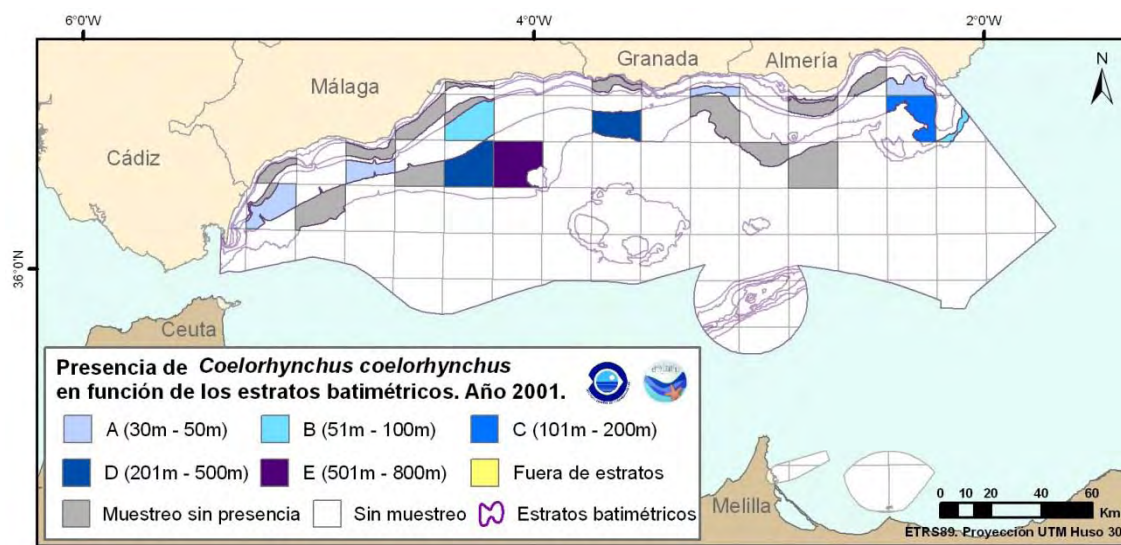 6°0'W 4°0'W 2°0'W
N
Granada Almería
Málaga
Cádiz
36°0'N
Ceuta
Presencia de Coelorhynchus coelorhynchus
en función de los estratos batimétricos. Año 2001.
A (30m - 50m) B (51m - 100m) C (101m - 200m)
D (201m - 500m) E (501m - 800m) Fuera de estratos
Muestreo sin presencia Sin muestreo Estratos batimétricos
Melilla
0 10 20 40 60
Km
ETRS89. Proyección UTM Huso 30